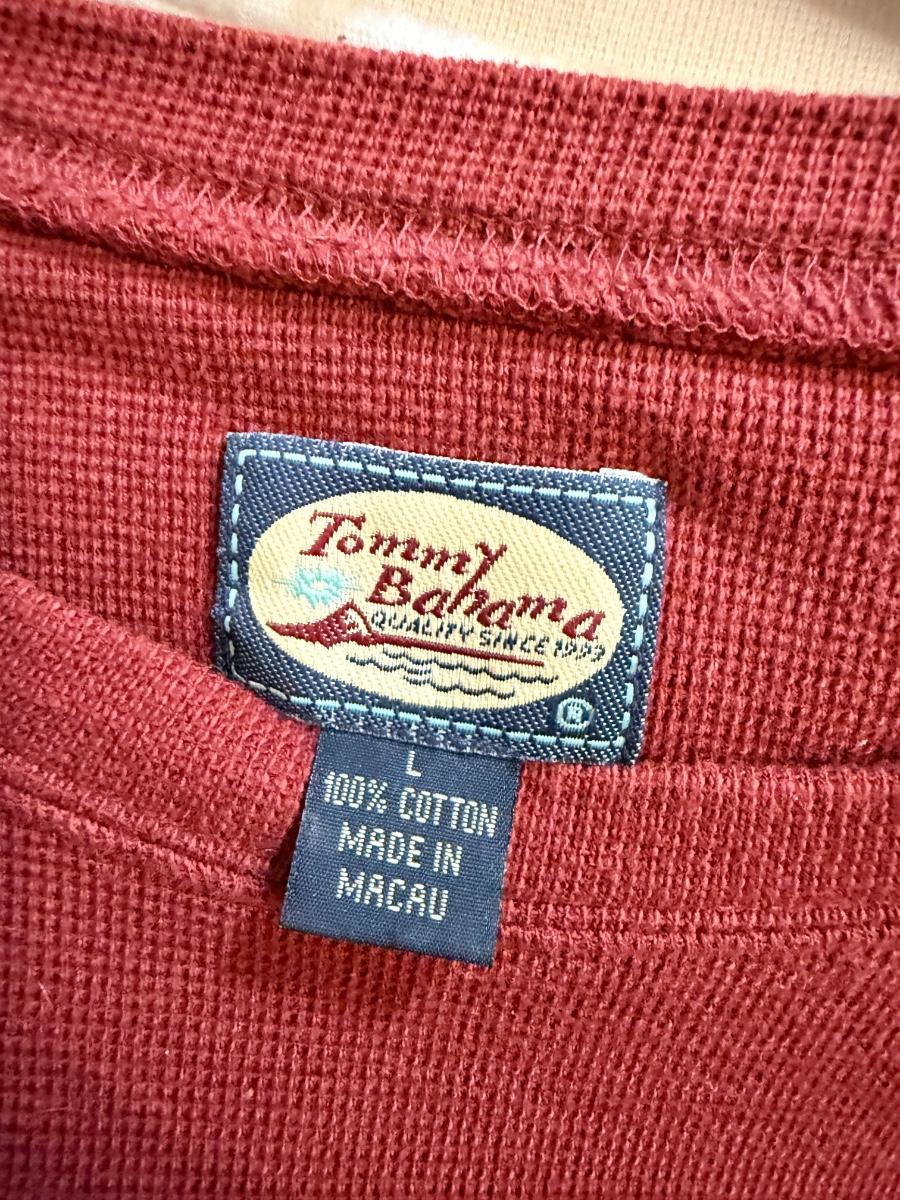 Tommy
Bahama
QUALITY SINCE 1993
®
L
100% COTTON
MADE IN
MACAU